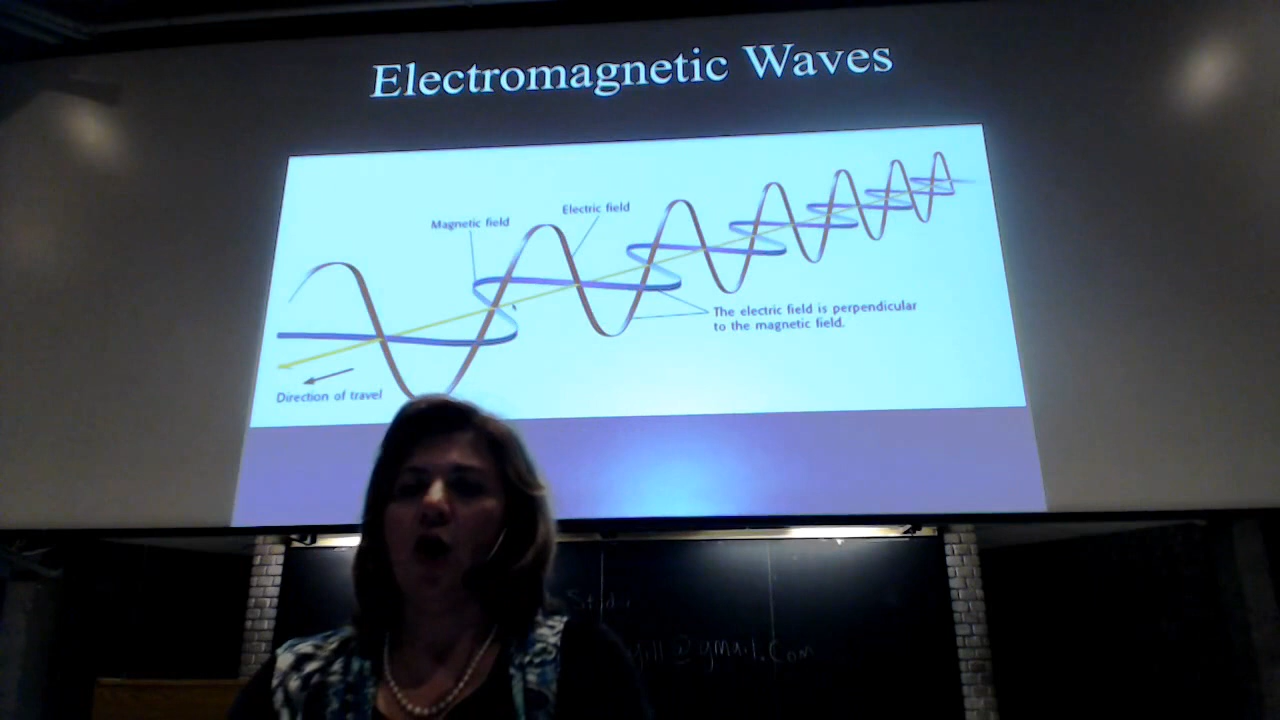 Electromagnetic Waves
Electric field
Magnetic field
The electric field is perpendicular
to the magnetic field.
Direction of travel